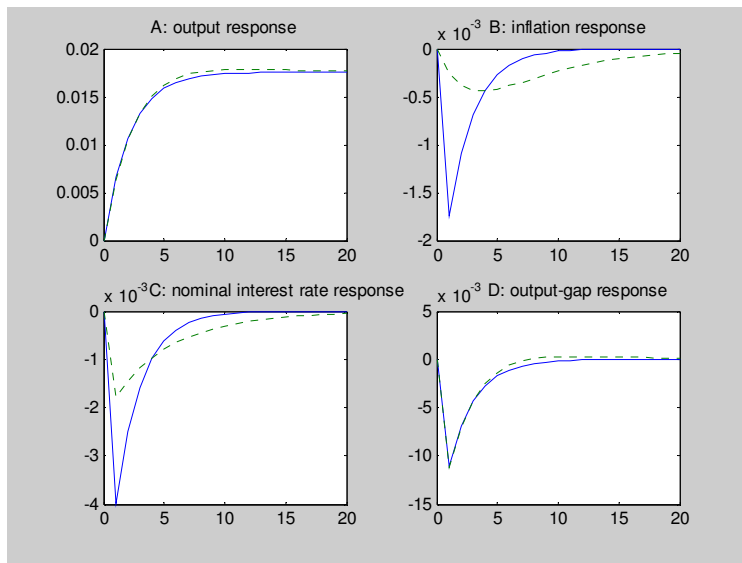 A: output response
0.02
0.015
0.01
0.005
0
0 5 10 15 20
x 10^-3 B: inflation response
0
-0.5
-1
-1.5
-2
0 5 10 15 20
x 10^-3 C: nominal interest rate response
0
-1
-2
-3
-4
0 5 10 15 20
x 10^-3 D: output-gap response
5
0
-5
-10
-15
0 5 10 15 20